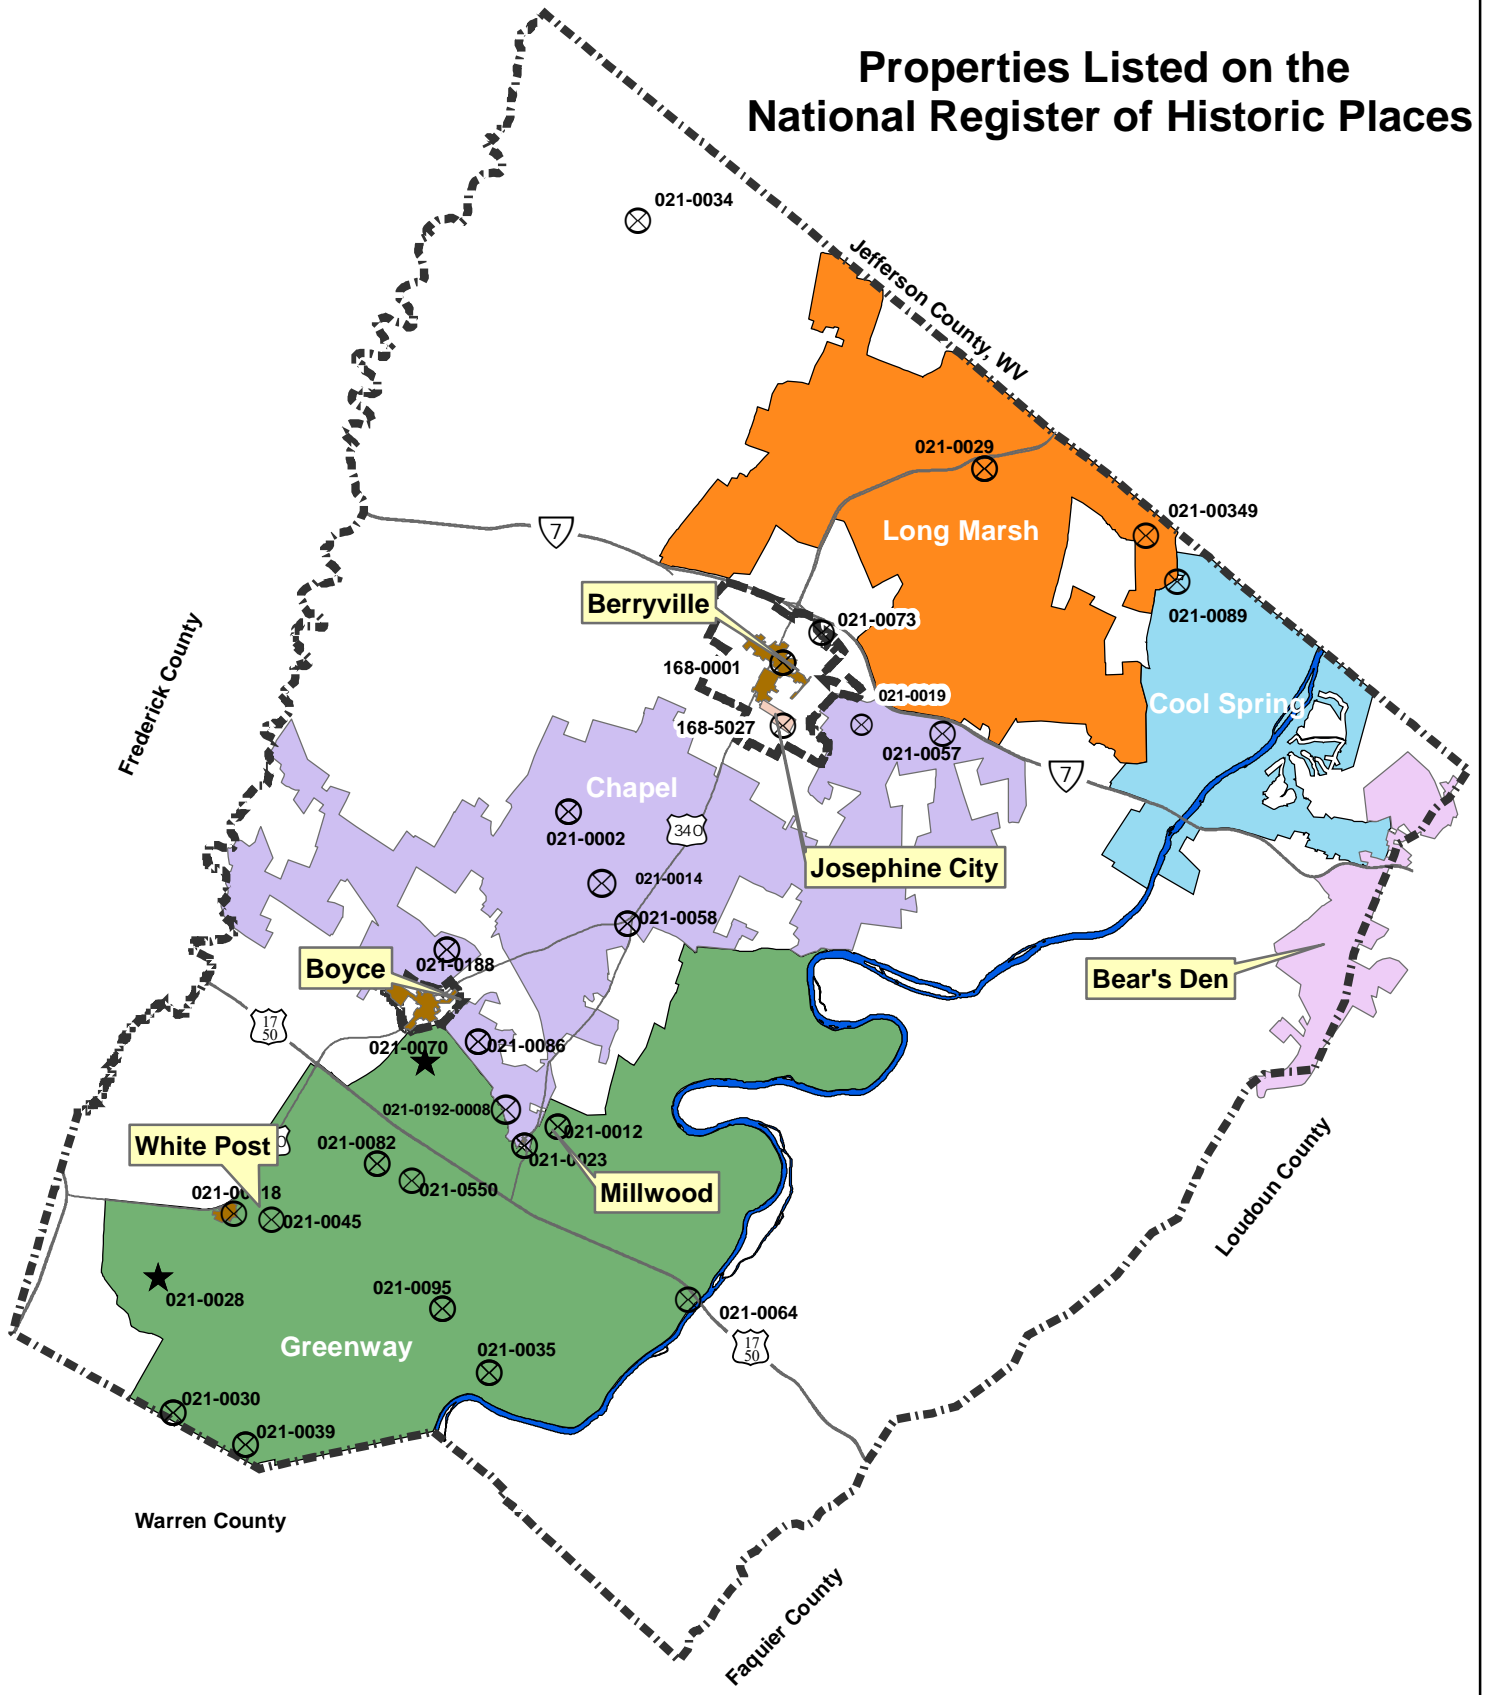 Properties Listed on the
National Register of Historic Places
021-0034
Jefferson County, WV
021-0029
021-00349
Long Marsh
7
Berryville
021-0089
021-0073
168-0001
Frederick County
021-0019
Cool Spring
168-5027
021-0057
7
Chapel
340
021-0002
Josephine City
021-0014
021-0058
021-0188
Boyce
Bear's Den
17
50
021-0070
021-0086
021-0192-0008
021-0012
021-0082
White Post
0
021-0023
021-0550
Millwood
021-0045
Loudoun County
021-0028
021-0095
021-0064
Greenway
17
50
021-0035
021-0030
021-0039
Warren County
Faquier County